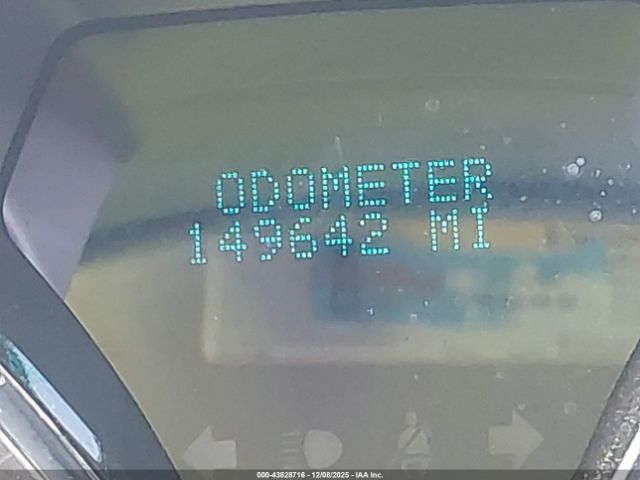 ODOMETER
149642 MI
000-43828716 - 12/08/2025 - IAA Inc.